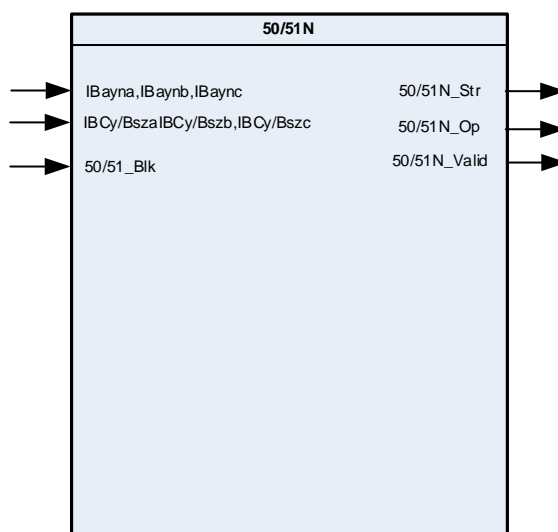 50/51N
IBayna,IBaynb,IBaync
50/51N_Str
IBCy/BszaIBCy/Bszb,IBCy/Bszc
50/51N_Op
50/51_Blk
50/51N_Valid